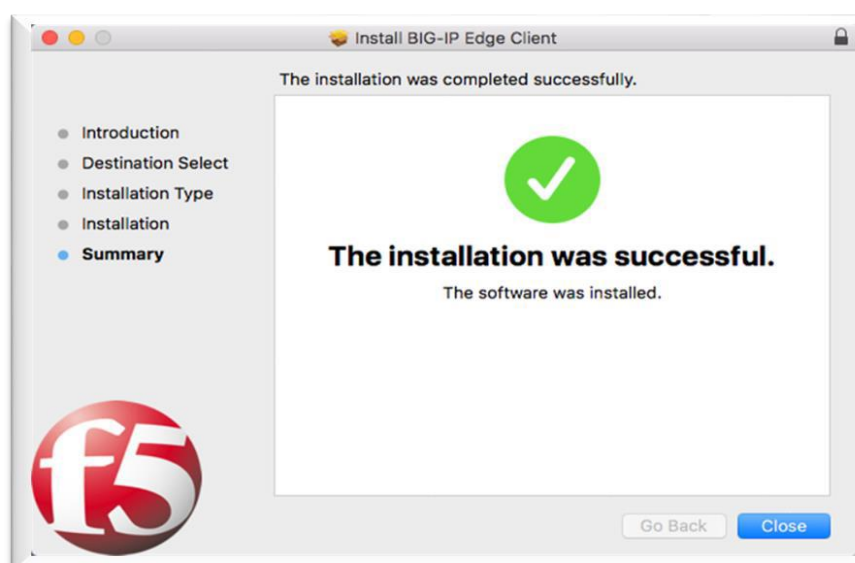 Install BIG-IP Edge Client
The installation was completed successfully.
Introduction
Destination Select
Installation Type
Installation
Summary
The installation was successful.
The software was installed.
f5
Go Back
Close